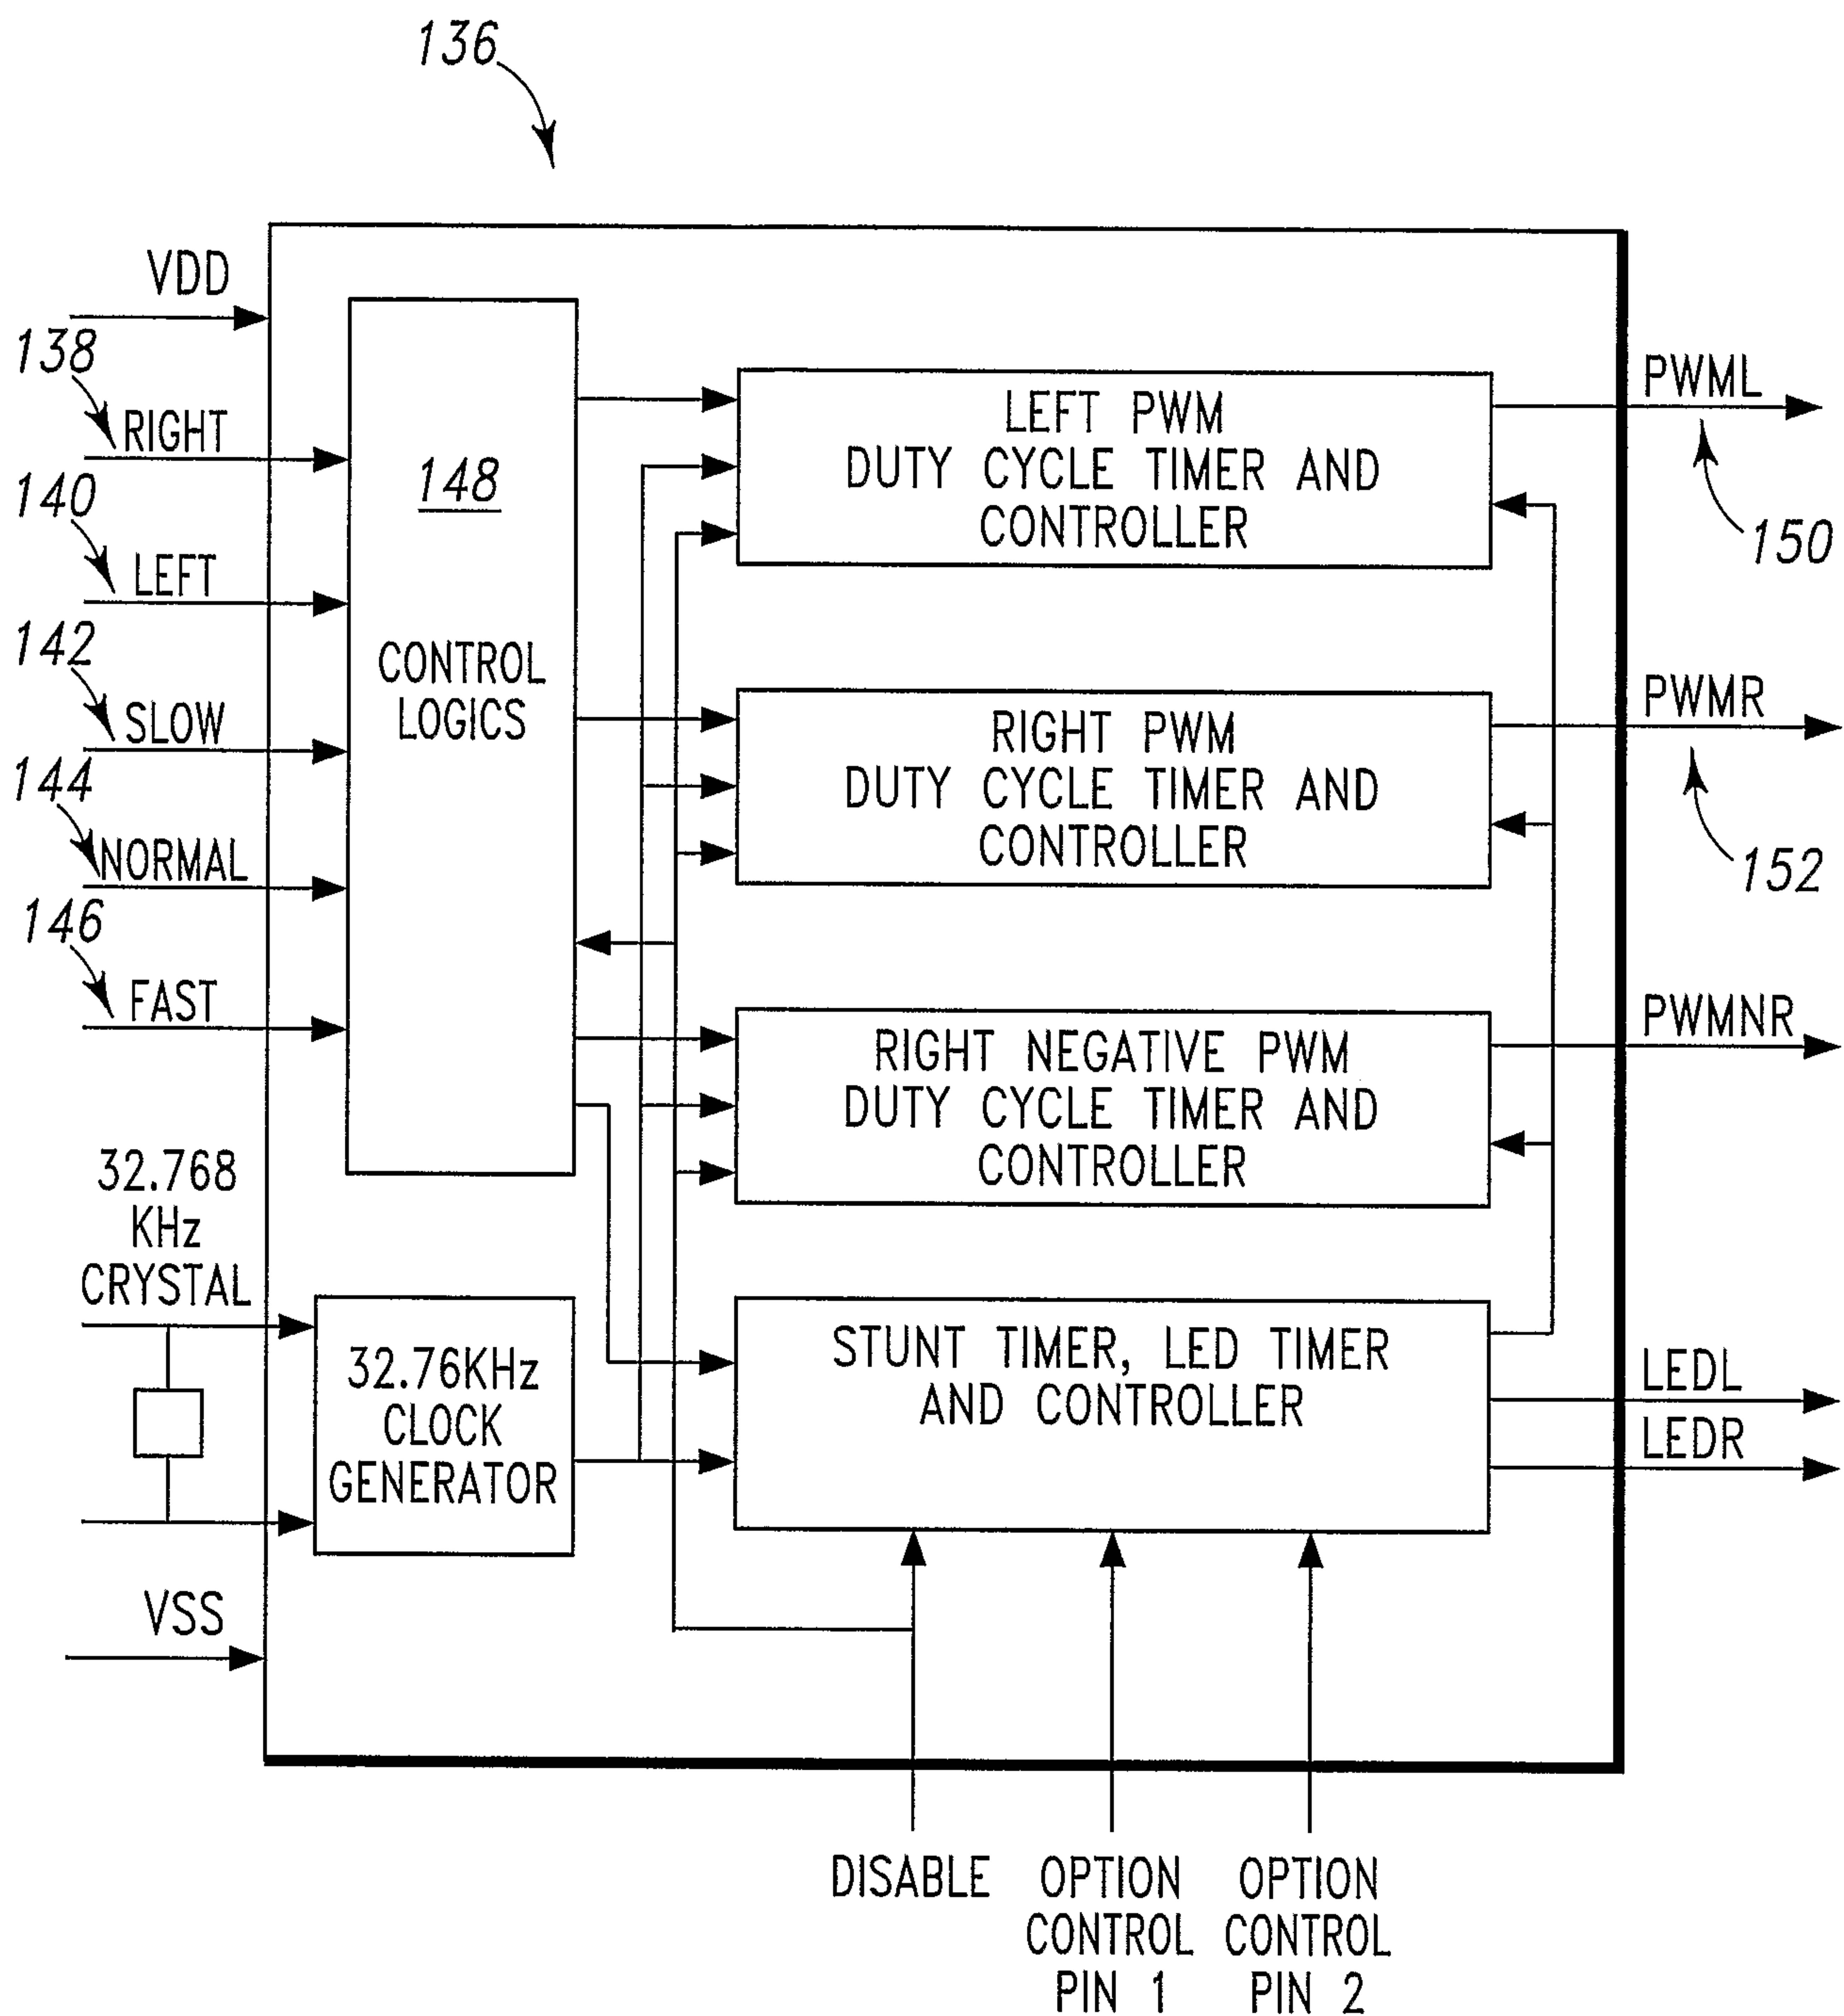 136
VDD
138
RIGHT
140
LEFT
142
SLOW
144
NORMAL
146
FAST
148
CONTROL
LOGICS
LEFT PWM
DUTY CYCLE TIMER AND
CONTROLLER
PWML
150
RIGHT PWM
DUTY CYCLE TIMER AND
CONTROLLER
PWMR
152
RIGHT NEGATIVE PWM
DUTY CYCLE TIMER AND
CONTROLLER
PWMNR
32.768
KHz
CRYSTAL
32.76KHz
CLOCK
GENERATOR
STUNT TIMER, LED TIMER
AND CONTROLLER
LEDL
LEDR
VSS
DISABLE
OPTION
CONTROL
PIN 1
OPTION
CONTROL
PIN 2